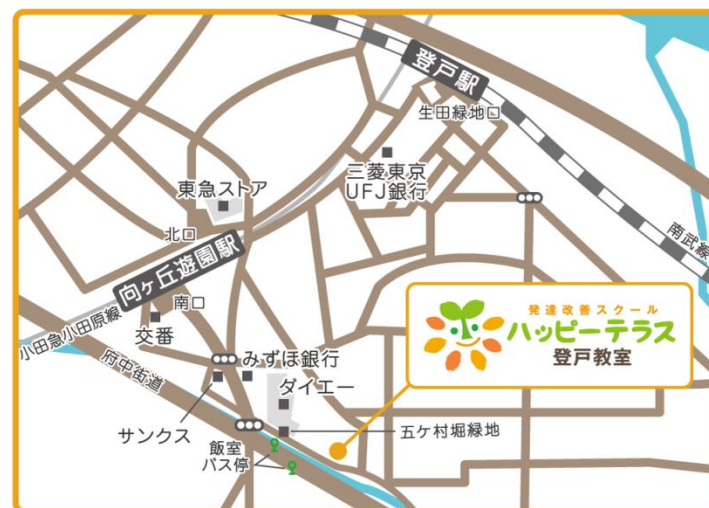 登戸駅
生田緑地口
三菱東京
UFJ銀行
東急ストア
北口
向ヶ丘遊園駅
南武線
南口
小田急小田原線
交番
発達改善スクール
ハッピーテラス
登戸教室
府中街道
みずほ銀行
ダイエー
サンクス
五ケ村堀緑地
飯室
バス停